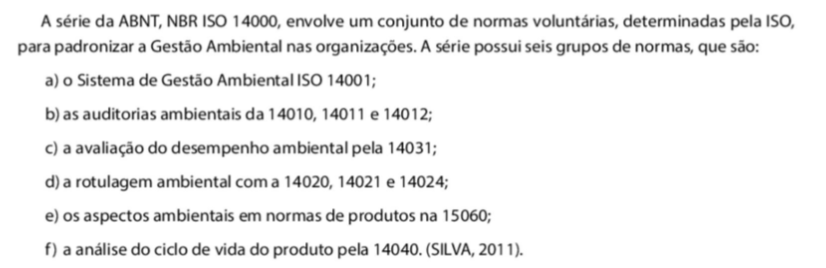 A série da ABNT, NBR ISO 14000, envolve um conjunto de normas voluntárias, determinadas pela ISO,
para padronizar a Gestão Ambiental nas organizações. A série possui seis grupos de normas, que são:
a) o Sistema de Gestão Ambiental ISO 14001;
b) as auditorias ambientais da 14010, 14011 e 14012;
c) a avaliação do desempenho ambiental pela 14031;
d) a rotulagem ambiental com a 14020, 14021 e 14024;
e) os aspectos ambientais em normas de produtos na 15060;
f) a análise do ciclo de vida do produto pela 14040. (SILVA, 2011).